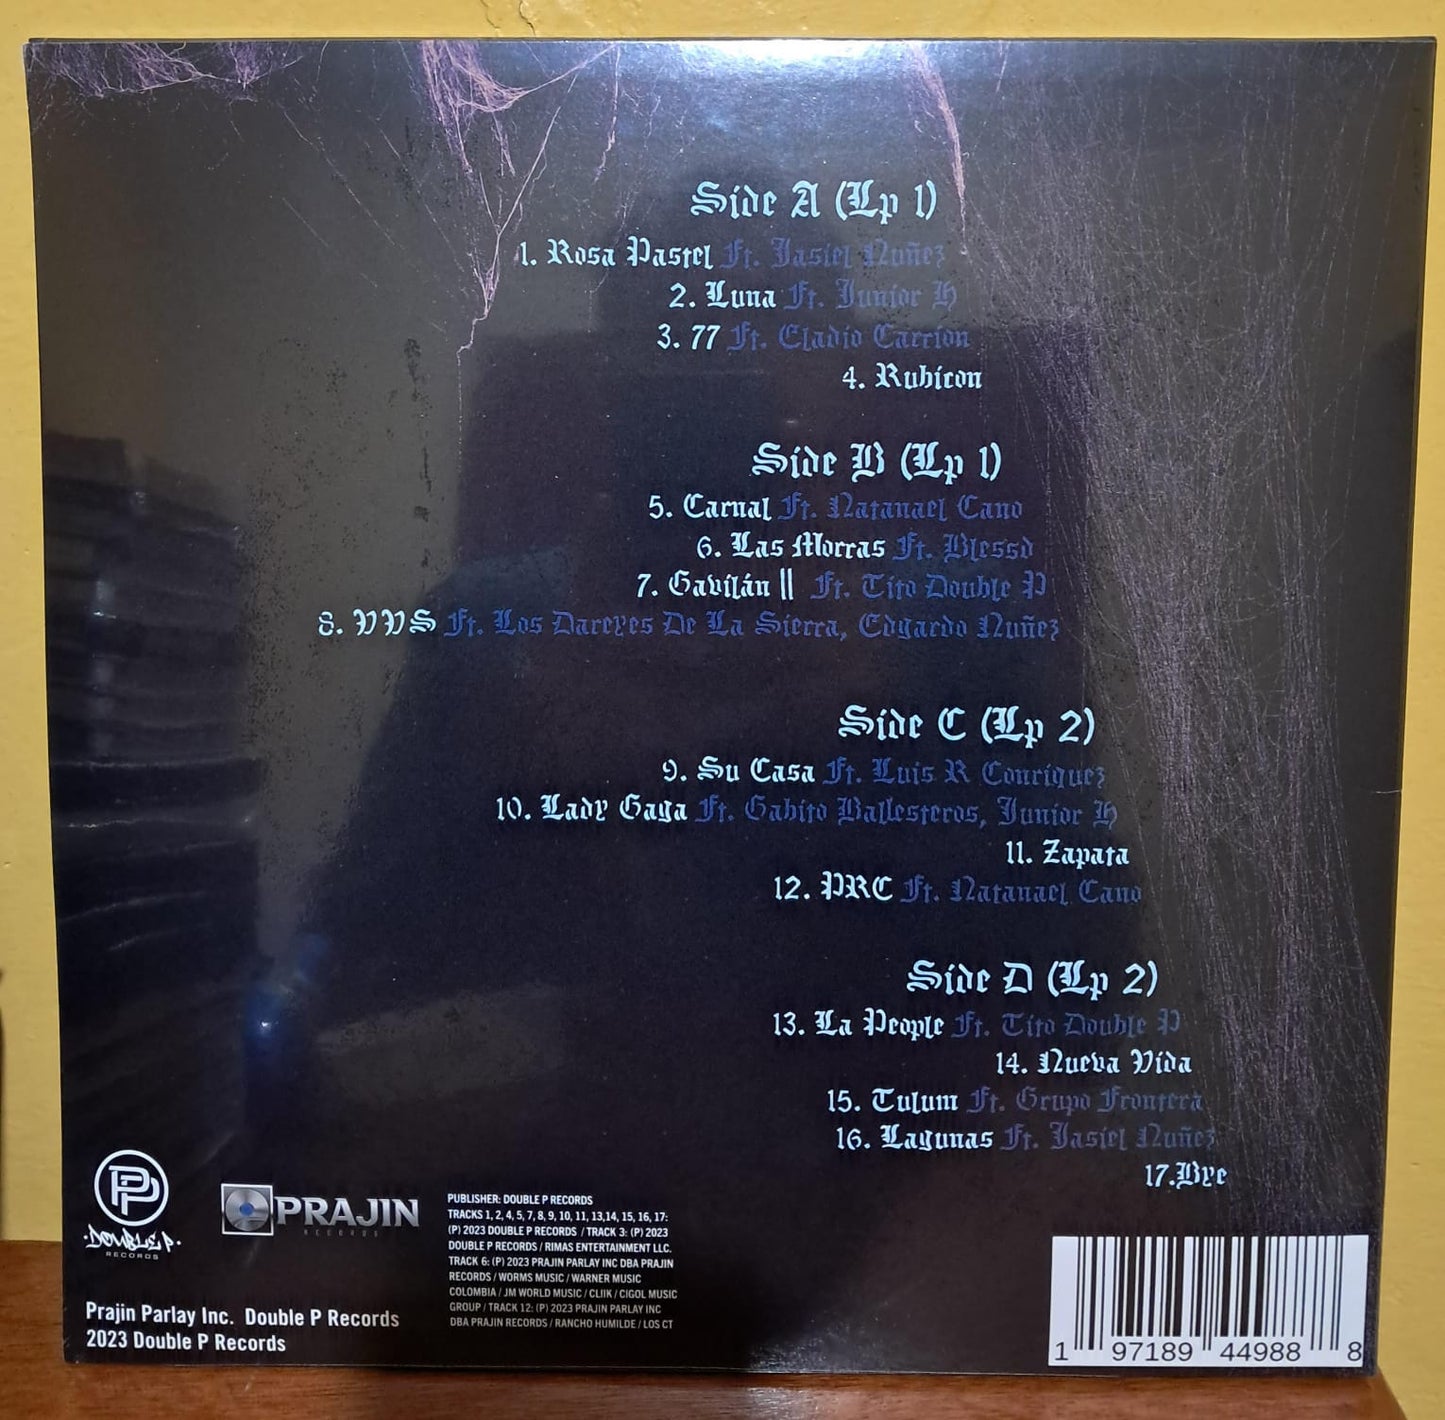 Side A (Lp 1)
1. Rosa Pastel Ft. Jasiel Nuñez
2. Luna Ft. Junior H
3. 77 Ft. Eladio Carrion
4. Rubicon
Side B (Lp 1)
5. Carnal Ft. Natanael Cano
6. Las Morras Ft. Blessd
7. Gavilán || Ft. Tito Double P
8. VVS Ft. Los Dareyes De La Sierra, Edgardo Nuñez
Side C (Lp 2)
9. Su Casa Ft. Luis R Conriquez
10. Lady Gaga Ft. Gabito Ballesteros, Junior H
11. Zapata
12. PRC Ft. Natanael Cano
Side D (Lp 2)
13. La People Ft. Tito Double P
14. Nueva Vida
15. Tulum Ft. Grupo Frontera
16. Lagunas Ft. Jasiel Nuñez
17.Bye
PP
·DOUBLE P·
RECORDS
PRAJIN
RECORDS
Prajin Parlay Inc. Double P Records
2023 Double P Records
PUBLISHER: DOUBLE P RECORDS
TRACKS 1, 2, 4, 5, 7, 8, 9, 10, 11, 13,14, 15, 16, 17:
(P) 2023 DOUBLE P RECORDS / TRACK 3: (P) 2023
DOUBLE P RECORDS / RIMAS ENTERTAINMENT LLC.
TRACK 6: (P) 2023 PRAJIN PARLAY INC DBA PRAJIN
RECORDS / WORMS MUSIC / WARNER MUSIC
COLOMBIA / JM WORLD MUSIC / CLIIK / CIGOL MUSIC
GROUP / TRACK 12: (P) 2023 PRAJIN PARLAY INC
DBA PRAJIN RECORDS / RANCHO HUMILDE / LOS CT
1 97189 44988 8